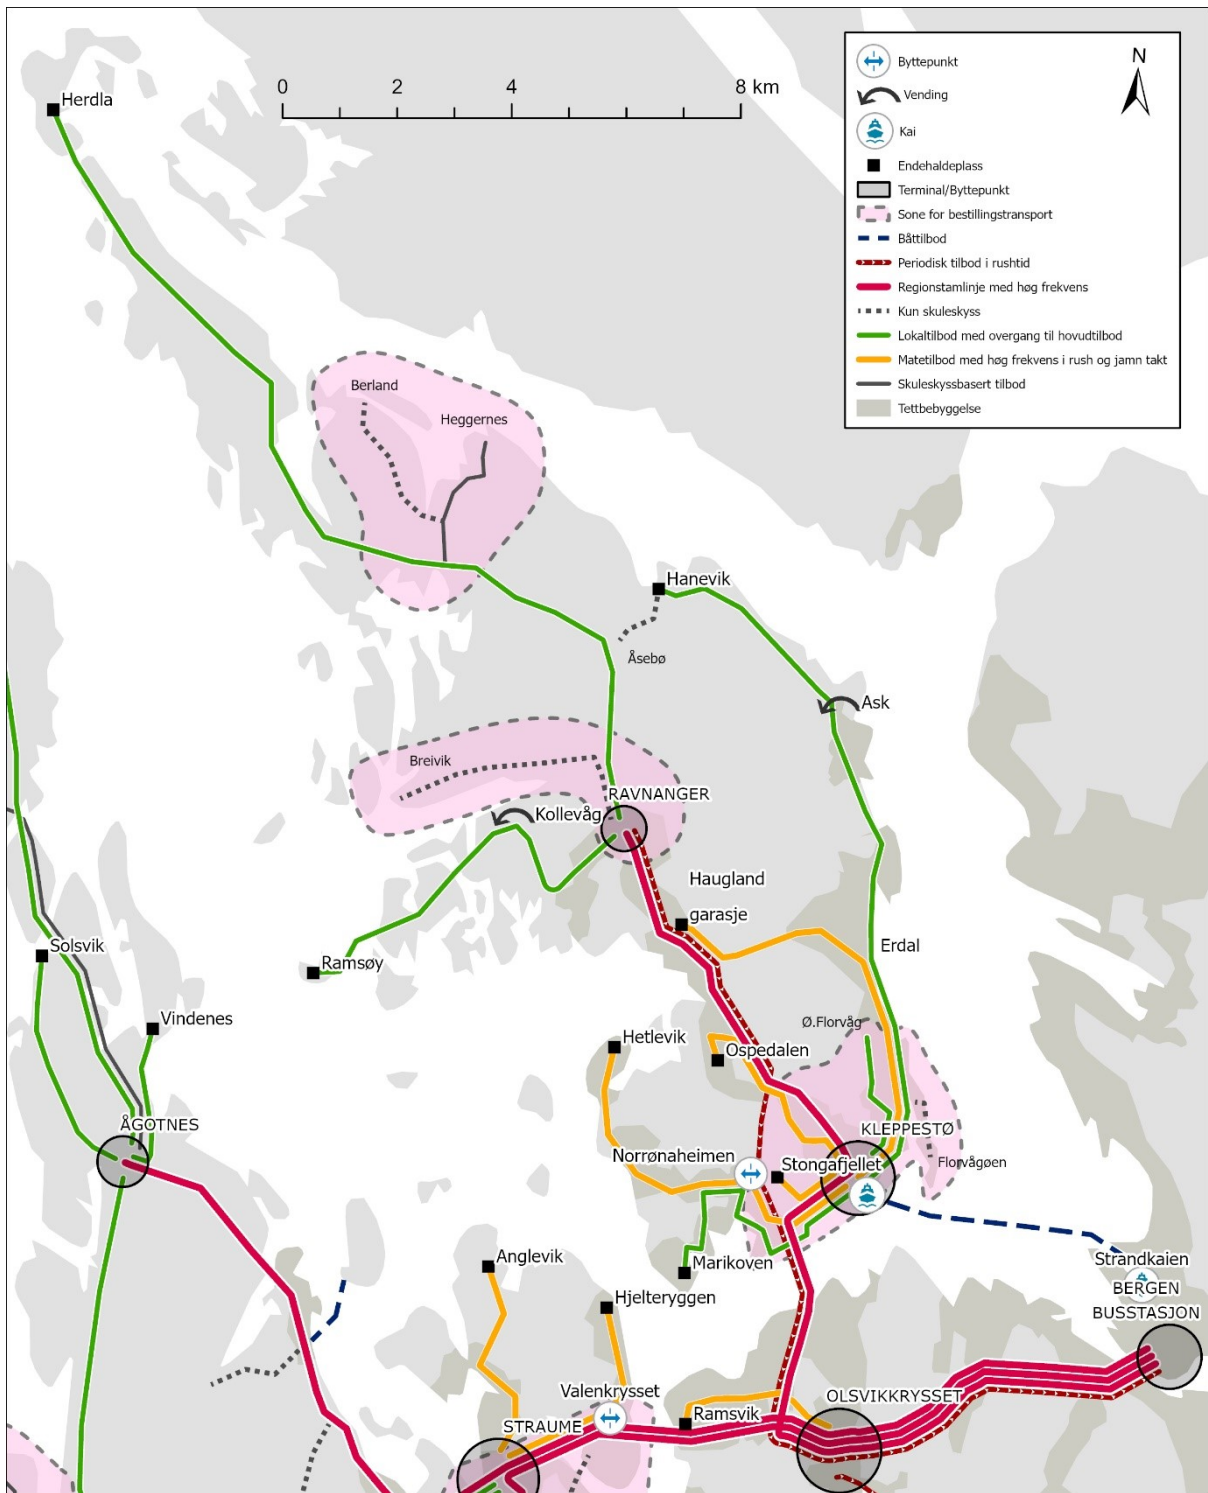 Herdla
0 2 4 8 km
Byttepunkt
Vending
Kai
Endehaldeplass
Terminal/Byttepunkt
Sone for bestillingstransport
Båttilbod
Periodisk tilbod i rushtid
Regionstamlinje med høg frekvens
Kun skuleskyss
Lokaltilbod med overgang til hovudtilbod
Matetilbod med høg frekvens i rush og jamn takt
Skuleskyssbasert tilbod
Tettbebyggelse
N
Berland
Heggernes
Hanevik
Åsebø
Ask
Breivik
RAVNANGER
Kollevåg
Haugland
garasje
Solsvik
Ramsøy
Erdal
Vindenes
Ø.Florvåg
Hetlevik
Ospedalen
ÅGOTNES
KLEPPESTØ
Norrønaheimen
Stongafjellet
Florvågøen
Anglevik
Marikoven
Strandkaien
Hjelteryggen
BERGEN
BUSSTASJON
Valenkrysset
OLSVIKKRYSSET
STRAUME
Ramsvik